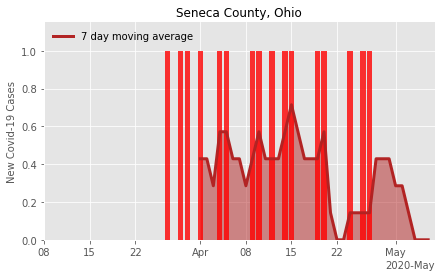 Seneca County, Ohio
7 day moving average
New Covid-19 Cases
1.0
0.8
0.6
0.4
0.2
0.0
08 15 22 Apr 08 15 22 May
2020-May